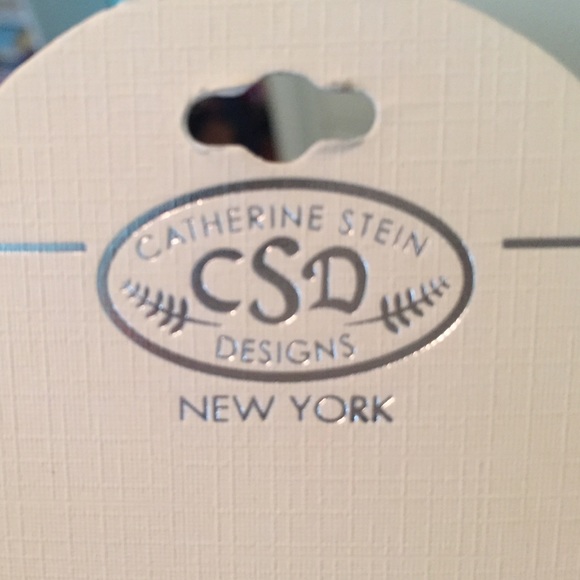 CATHERINE STEIN
CSD
DESIGNS
NEW YORK